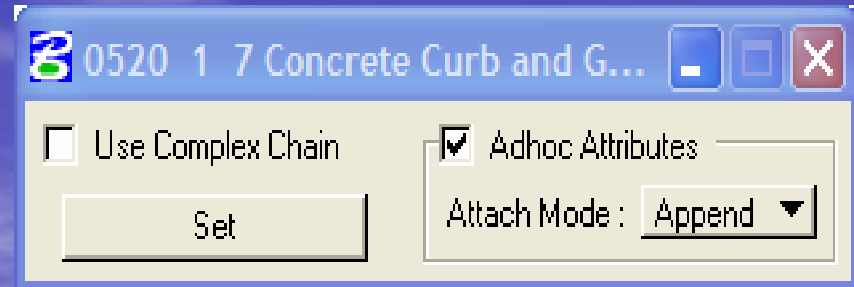 0520 1 7 Concrete Curb and G...
Use Complex Chain
Adhoc Attributes
Set
Attach Mode : Append